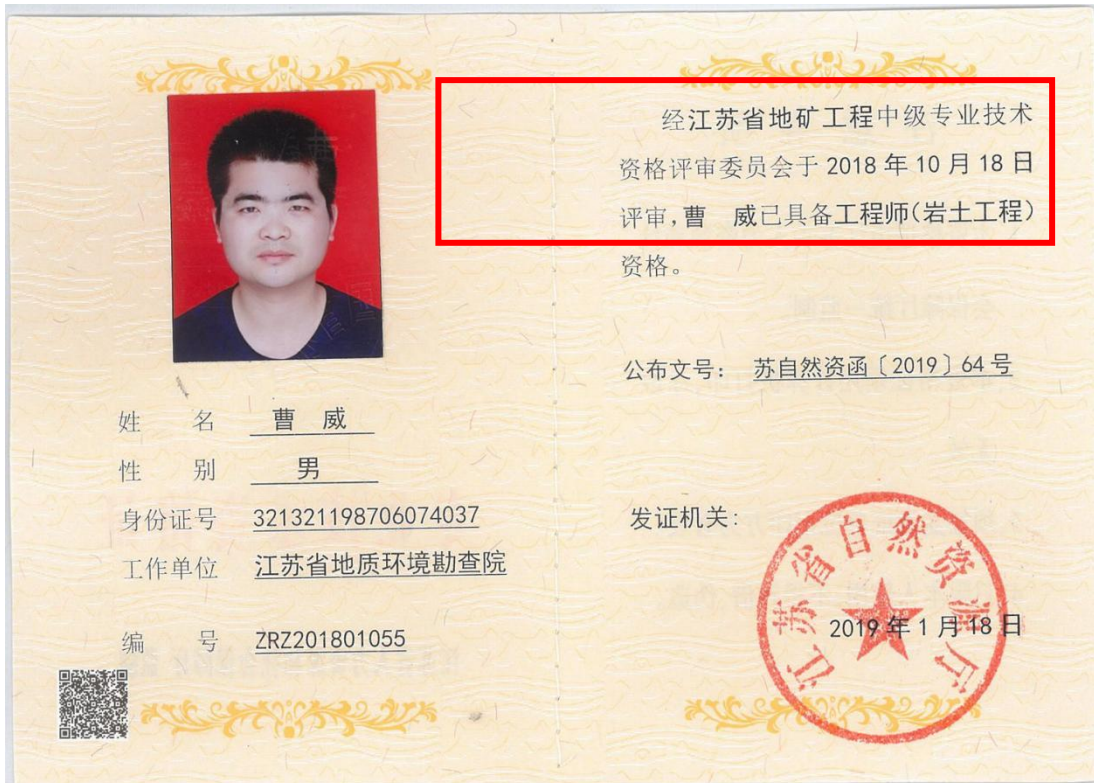 姓 名 曹 威
性 别 男
身份证号 321321198706074037
工作单位 江苏省地质环境勘查院
编 号 ZRZ201801055
经江苏省地矿工程中级专业技术
资格评审委员会于 2018 年 10 月 18 日
评审,曹 威已具备工程师(岩土工程)
资格。
公布文号: 苏自然资函〔2019〕64 号
发证机关:
江苏省自然资源厅
2019 年 1 月 18 日